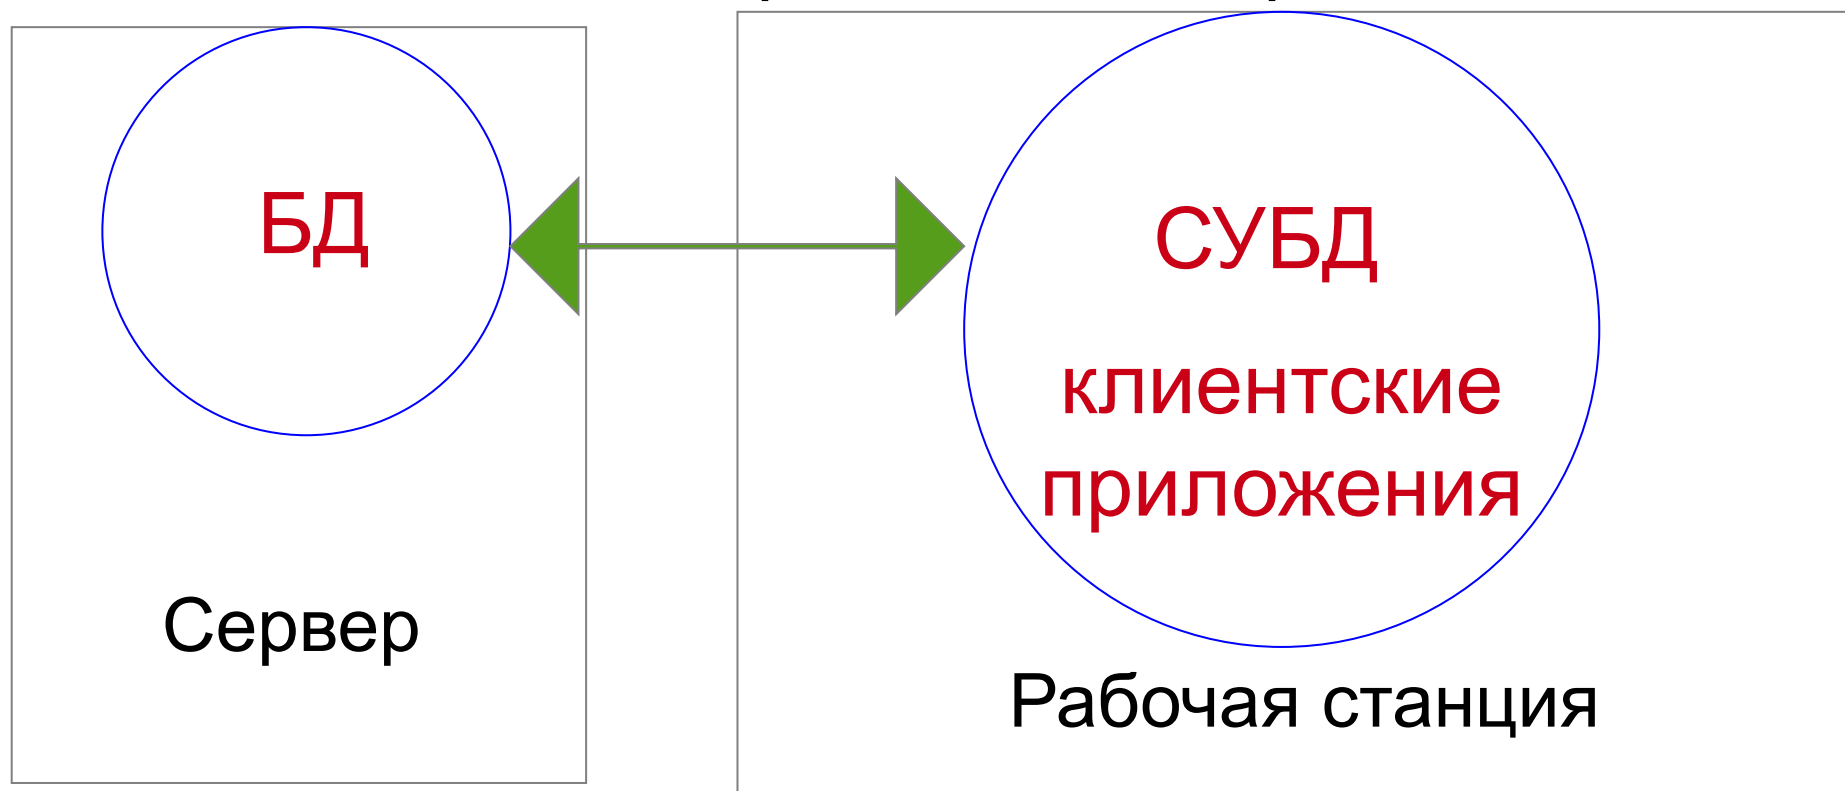 БД
СУБД
клиентские
приложения
Сервер
Рабочая станция